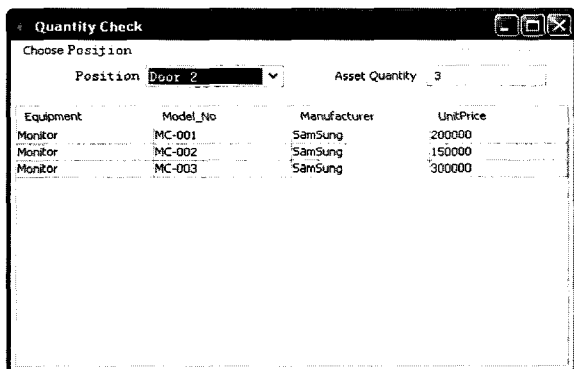 Quantity Check
Choose Position
Position Door 2 Asset Quantity 3
Equipment Model_No Manufacturer UnitPrice
Monitor MC-001 SamSung 200000
Monitor MC-002 SamSung 150000
Monitor MC-003 SamSung 300000